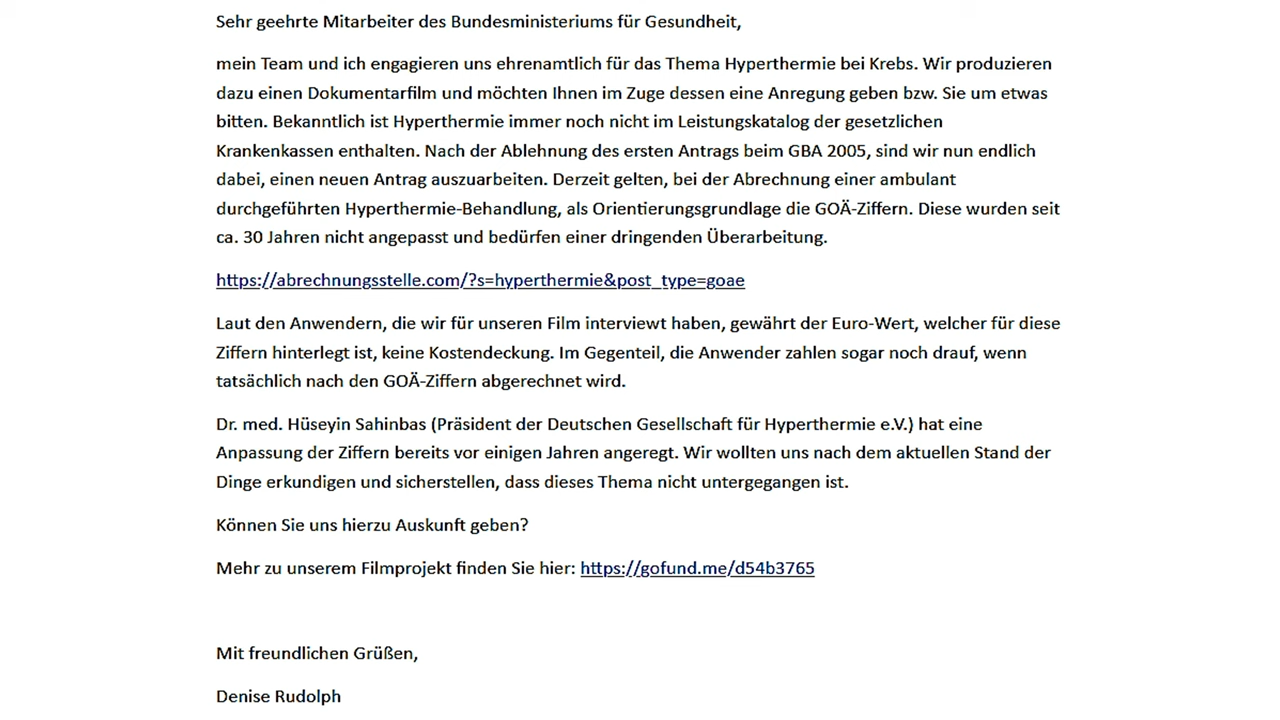 Sehr geehrte Mitarbeiter des Bundesministeriums für Gesundheit,
mein Team und ich engagieren uns ehrenamtlich für das Thema Hyperthermie bei Krebs. Wir produzieren
dazu einen Dokumentarfilm und möchten Ihnen im Zuge dessen eine Anregung geben bzw. Sie um etwas
bitten. Bekanntlich ist Hyperthermie immer noch nicht im Leistungskatalog der gesetzlichen
Krankenkassen enthalten. Nach der Ablehnung des ersten Antrags beim GBA 2005, sind wir nun endlich
dabei, einen neuen Antrag auszuarbeiten. Derzeit gelten, bei der Abrechnung einer ambulant
durchgeführten Hyperthermie-Behandlung, als Orientierungsgrundlage die GOÄ-Ziffern. Diese wurden seit
ca. 30 Jahren nicht angepasst und bedürfen einer dringenden Überarbeitung.
https://abrechnungsstelle.com/?s=hyperthermie&post_type=goae
Laut den Anwendern, die wir für unseren Film interviewt haben, gewährt der Euro-Wert, welcher für diese
Ziffern hinterlegt ist, keine Kostendeckung. Im Gegenteil, die Anwender zahlen sogar noch drauf, wenn
tatsächlich nach den GOÄ-Ziffern abgerechnet wird.
Dr. med. Hüseyin Sahinbas (Präsident der Deutschen Gesellschaft für Hyperthermie e.V.) hat eine
Anpassung der Ziffern bereits vor einigen Jahren angeregt. Wir wollten uns nach dem aktuellen Stand der
Dinge erkundigen und sicherstellen, dass dieses Thema nicht untergegangen ist.
Können Sie uns hierzu Auskunft geben?
Mehr zu unserem Filmprojekt finden Sie hier: https://gofund.me/d54b3765
Mit freundlichen Grüßen,
Denise Rudolph